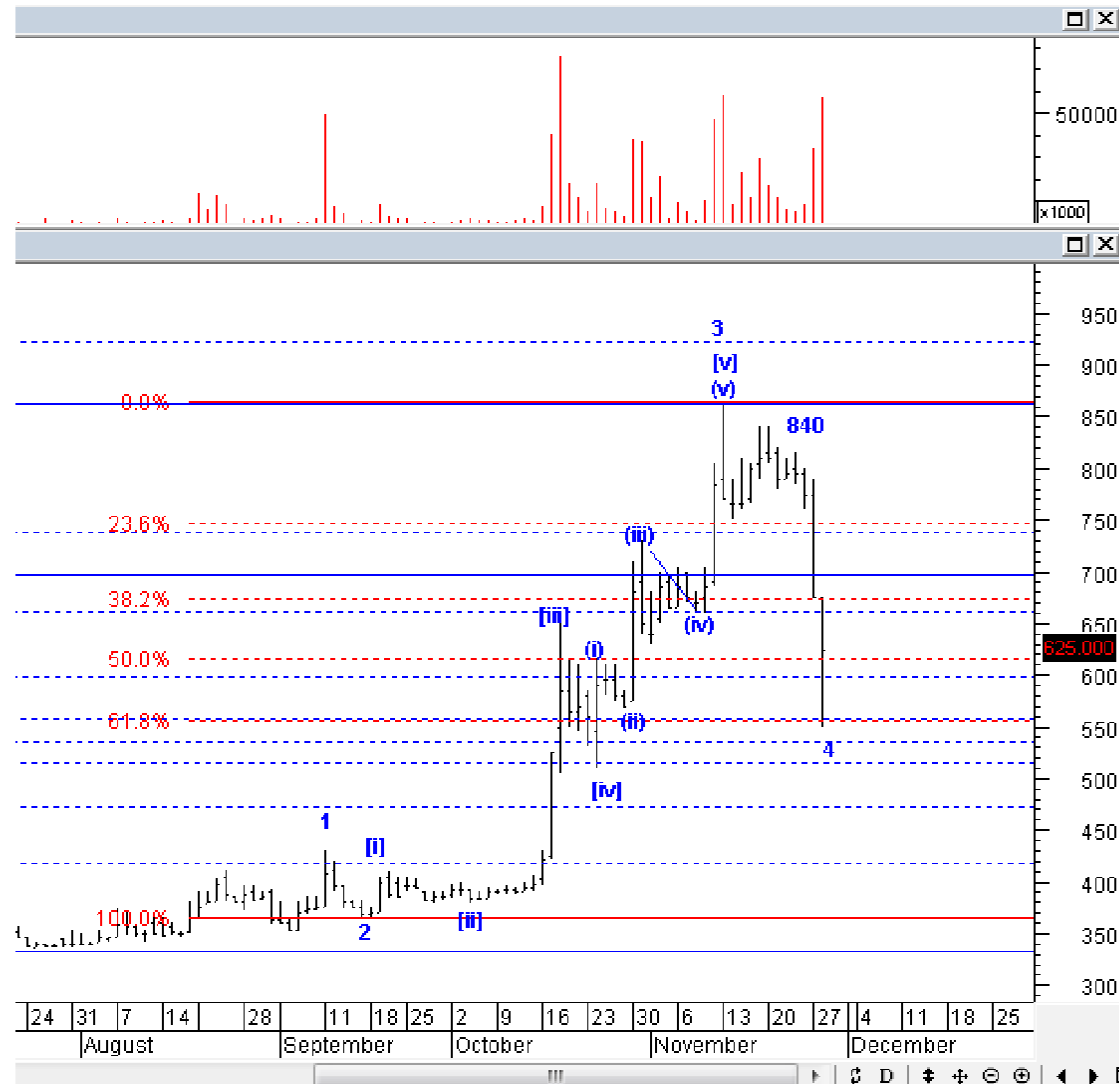 50000
x1000
950
3
900
[v]
(v)
0.0%
850
840
800
23.6%
750
(iii)
700
38.2%
650
[iii]
(iv)
625.000
(i)
50.0%
600
61.8%
(ii)
550
4
500
[iv]
450
1
[i]
400
100.0%
2
[ii]
350
300
24 31 7 14 28 11 18 25 2 9 16 23 30 6 13 20 27 4 11 18 25
August September October November December
D